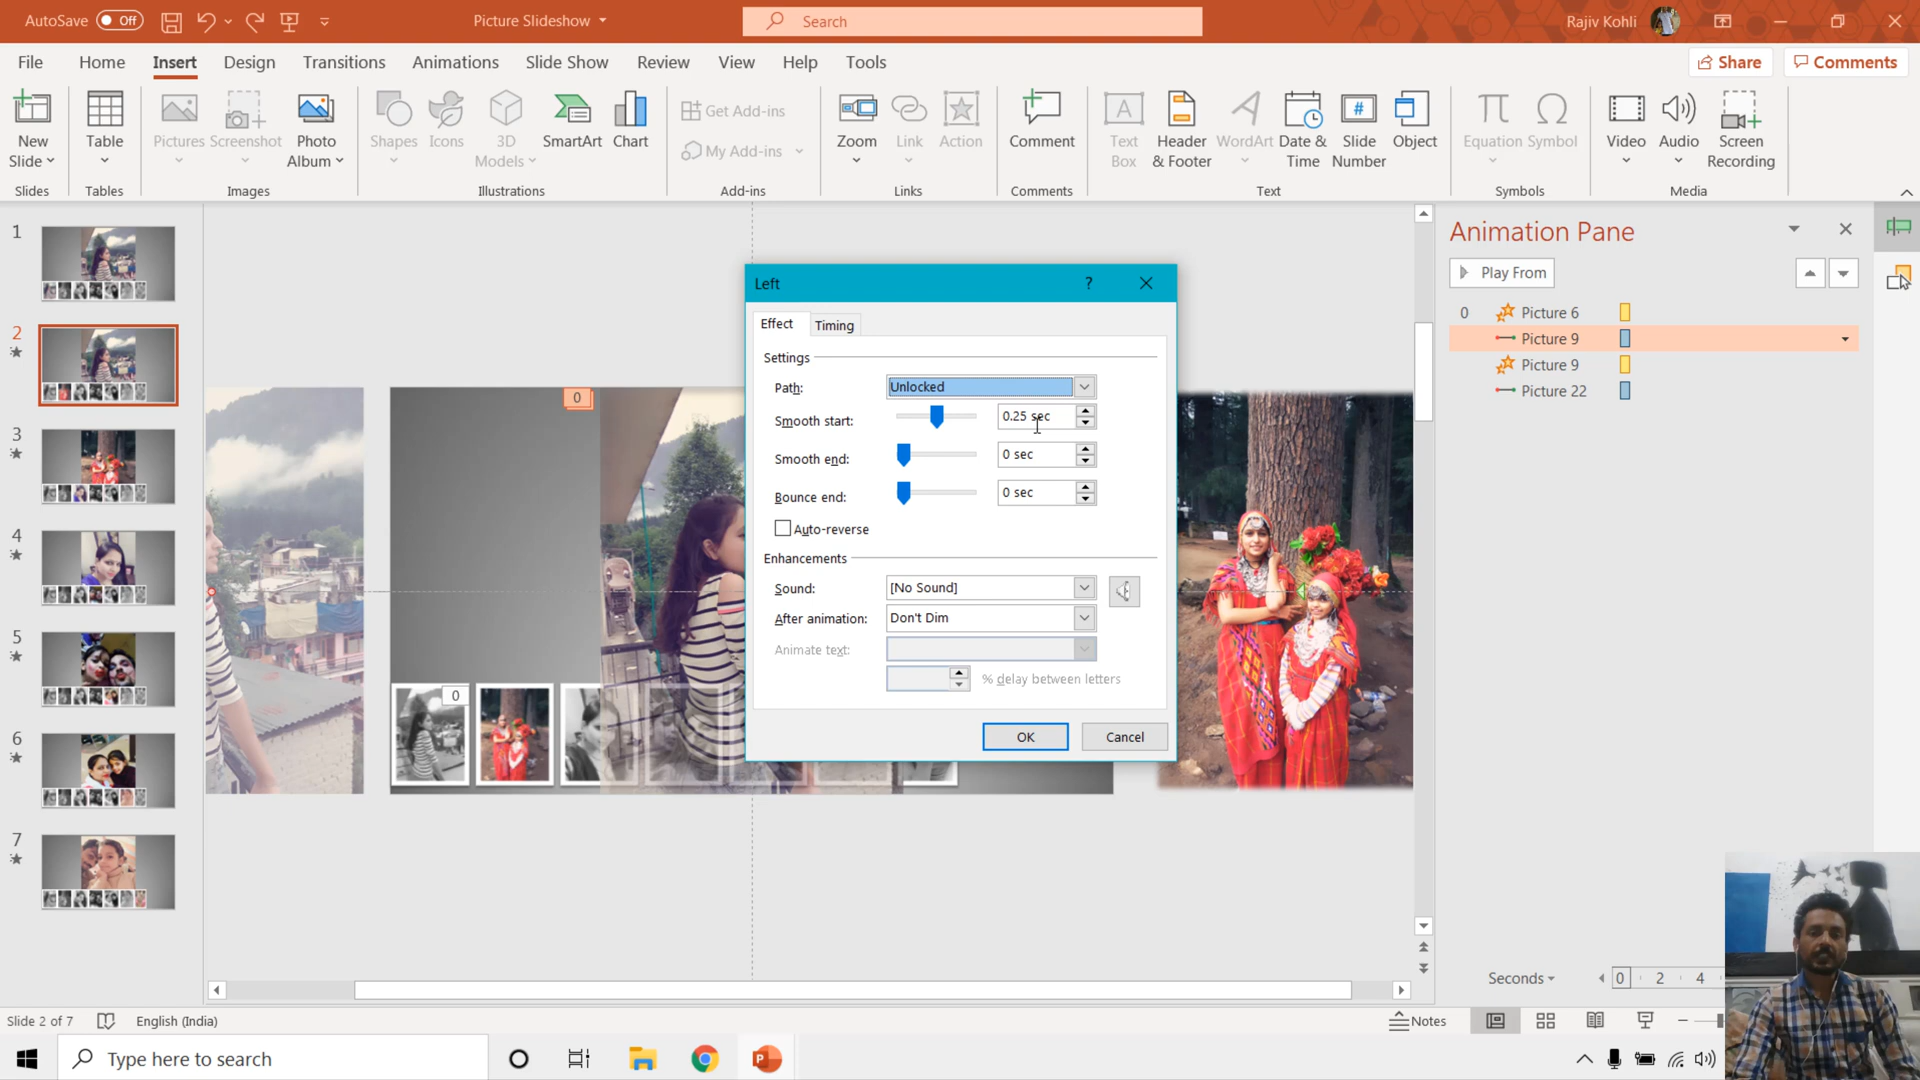 AutoSave Off Picture Slideshow Search Rajiv Kohli
File Home Insert Design Transitions Animations Slide Show Review View Help Tools Share Comments
New Slide Table Pictures Screenshot Photo Album Shapes Icons 3D Models SmartArt Chart Get Add-ins My Add-ins Zoom Link Action Comment Text Box Header & Footer WordArt Date & Time Slide Number Object Equation Symbol Video Audio Screen Recording
Slides Tables Images Illustrations Add-ins Links Comments Text Symbols Media
1
2
3
4
5
6
7
0
0
Left ?
Effect Timing
Settings
Path: Unlocked
Smooth start: 0.25 sec
Smooth end: 0 sec
Bounce end: 0 sec
Auto-reverse
Enhancements
Sound: [No Sound]
After animation: Don't Dim
Animate text:
% delay between letters
OK Cancel
Animation Pane
Play From
0 Picture 6
Picture 9
Picture 9
Picture 22
Seconds 0 2 4
Slide 2 of 7 English (India) Notes
Type here to search